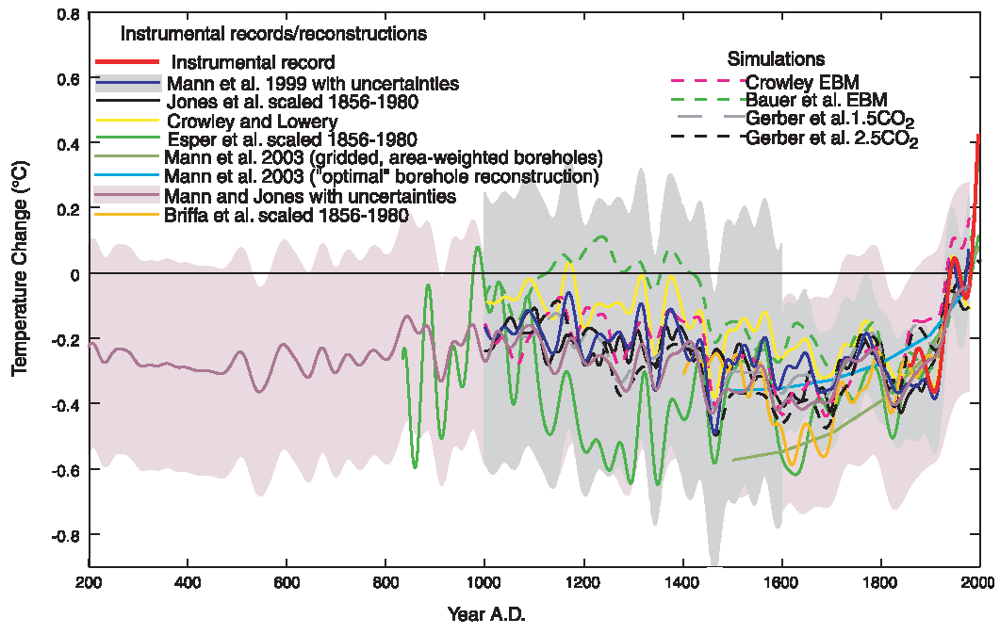 0.8
0.6
0.4
0.2
0
-0.2
-0.4
-0.6
-0.8
Temperature Change (°C)
Instrumental records/reconstructions
Instrumental record
Mann et al. 1999 with uncertainties
Jones et al. scaled 1856-1980
Crowley and Lowery
Esper et al. scaled 1856-1980
Mann et al. 2003 (gridded, area-weighted boreholes)
Mann et al. 2003 ("optimal" borehole reconstruction)
Mann and Jones with uncertainties
Briffa et al. scaled 1856-1980
Simulations
Crowley EBM
Bauer et al. EBM
Gerber et al.1.5CO₂
Gerber et al. 2.5CO₂
200 400 600 800 1000 1200 1400 1600 1800 2000
Year A.D.